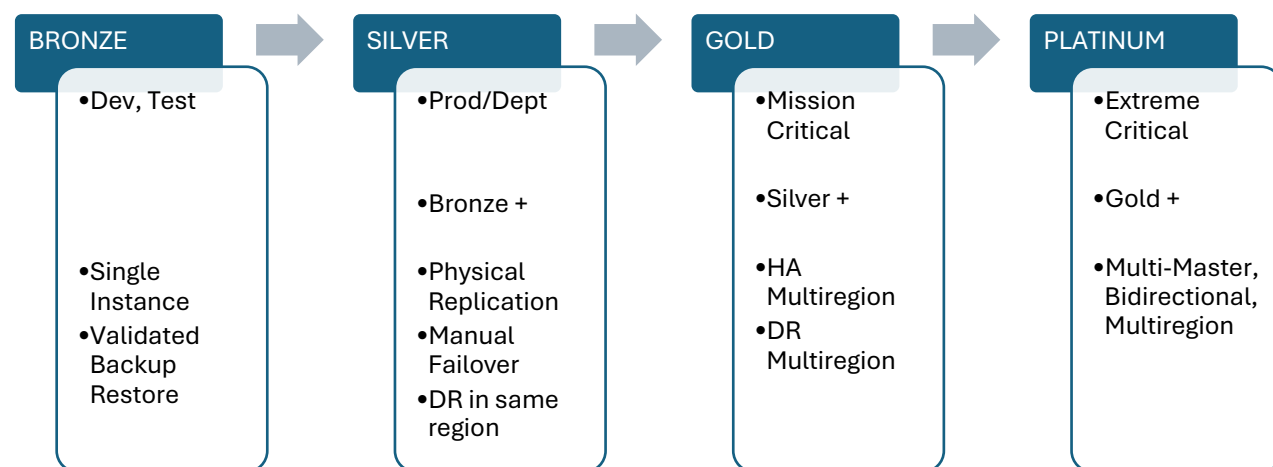 BRONZE
•Dev, Test
•Single
Instance
•Validated
Backup
Restore
SILVER
•Prod/Dept
•Bronze +
•Physical
Replication
•Manual
Failover
•DR in same
region
GOLD
•Mission
Critical
•Silver +
•HA
Multiregion
•DR
Multiregion
PLATINUM
•Extreme
Critical
•Gold +
•Multi-Master,
Bidirectional,
Multiregion